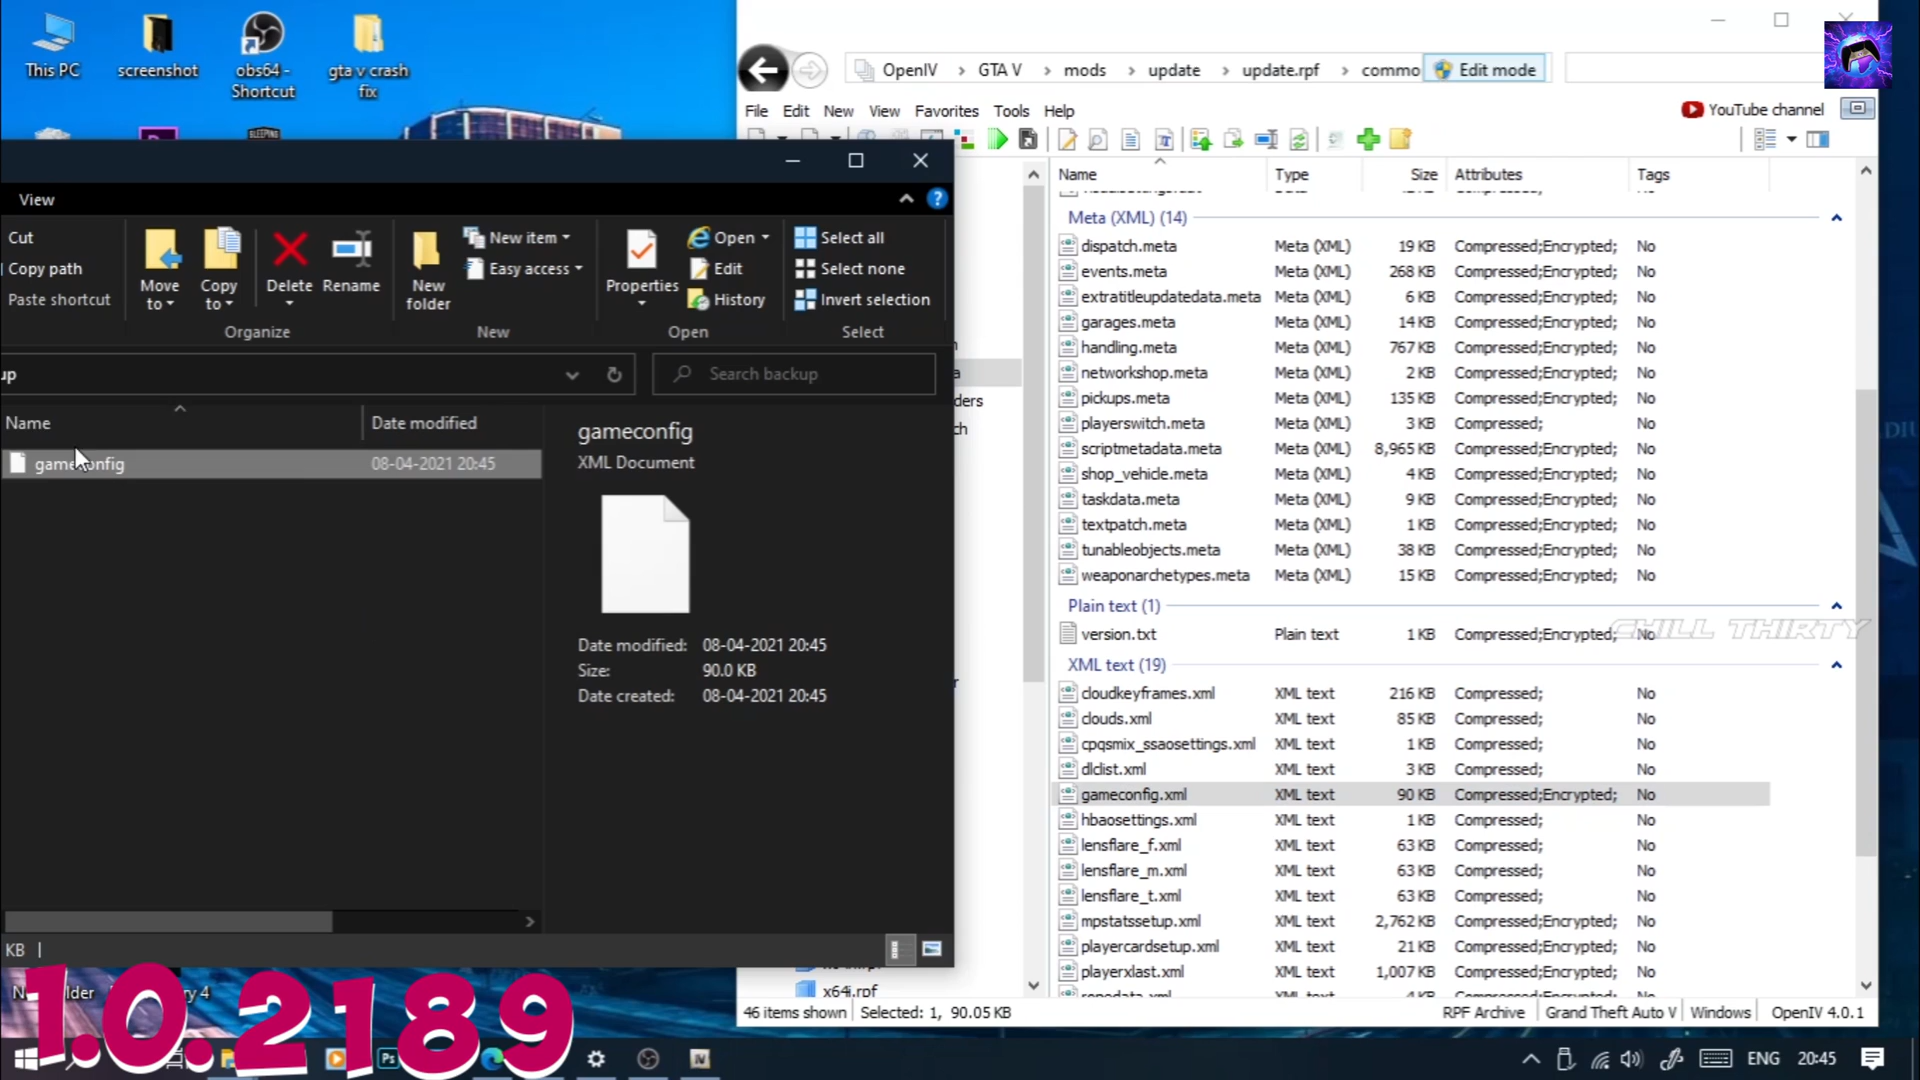 This PC
screenshot
obs64 -
Shortcut
gta v crash
fix
SLEEPING
View
Cut
Copy path
Paste shortcut
Move
to
Copy
to
Delete
Rename
Organize
New
folder
New item
Easy access
New
Properties
Open
Edit
History
Open
Select all
Select none
Invert selection
Select
up
Search backup
Name
Date modified
gameconfig
08-04-2021 20:45
gameconfig
XML Document
Date modified: 08-04-2021 20:45
Size: 90.0 KB
Date created: 08-04-2021 20:45
KB
OpenIV
GTA V
mods
update
update.rpf
commo
Edit mode
File
Edit
New
View
Favorites
Tools
Help
YouTube channel
Name Type Size Attributes Tags
Meta (XML) (14)
dispatch.meta Meta (XML) 19 KB Compressed;Encrypted; No
events.meta Meta (XML) 268 KB Compressed;Encrypted; No
extratitleupdatedata.meta Meta (XML) 6 KB Compressed;Encrypted; No
garages.meta Meta (XML) 14 KB Compressed;Encrypted; No
handling.meta Meta (XML) 767 KB Compressed;Encrypted; No
networkshop.meta Meta (XML) 2 KB Compressed;Encrypted; No
pickups.meta Meta (XML) 135 KB Compressed;Encrypted; No
playerswitch.meta Meta (XML) 3 KB Compressed; No
scriptmetadata.meta Meta (XML) 8,965 KB Compressed;Encrypted; No
shop_vehicle.meta Meta (XML) 4 KB Compressed;Encrypted; No
taskdata.meta Meta (XML) 9 KB Compressed;Encrypted; No
textpatch.meta Meta (XML) 1 KB Compressed;Encrypted; No
tunableobjects.meta Meta (XML) 38 KB Compressed;Encrypted; No
weaponarchetypes.meta Meta (XML) 15 KB Compressed;Encrypted; No
Plain text (1)
version.txt Plain text 1 KB Compressed;Encrypted; No
CHILL THIRTY
XML text (19)
cloudkeyframes.xml XML text 216 KB Compressed; No
clouds.xml XML text 85 KB Compressed; No
cpqsmix_ssaosettings.xml XML text 1 KB Compressed; No
dlclist.xml XML text 3 KB Compressed; No
gameconfig.xml XML text 90 KB Compressed;Encrypted; No
hbaosettings.xml XML text 1 KB Compressed; No
lensflare_f.xml XML text 63 KB Compressed; No
lensflare_m.xml XML text 63 KB Compressed; No
lensflare_t.xml XML text 63 KB Compressed; No
mpstatssetup.xml XML text 2,762 KB Compressed;Encrypted; No
playercardsetup.xml XML text 21 KB Compressed;Encrypted; No
playerxlast.xml XML text 1,007 KB Compressed;Encrypted; No
x64i.rpf
46 items shown
Selected: 1, 90.05 KB
RPF Archive
Grand Theft Auto V
Windows
OpenIV 4.0.1
1.0.2189
ENG
20:45